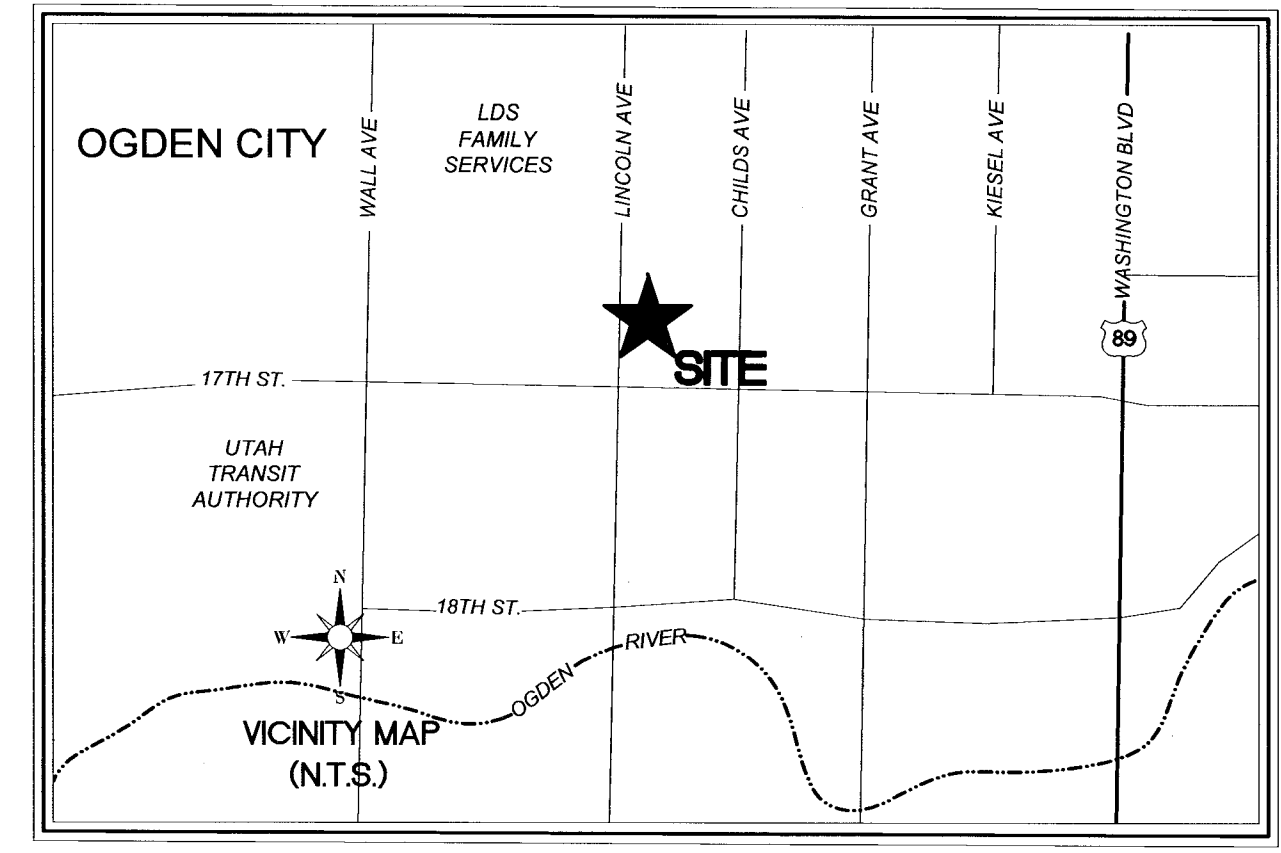 OGDEN CITY
LDS
FAMILY
SERVICES
WALL AVE
LINCOLN AVE
CHILDS AVE
GRANT AVE
KIESEL AVE
WASHINGTON BLVD
89
SITE
17TH ST.
UTAH
TRANSIT
AUTHORITY
N
W
E
S
18TH ST.
OGDEN RIVER
VICINITY MAP
(N.T.S.)